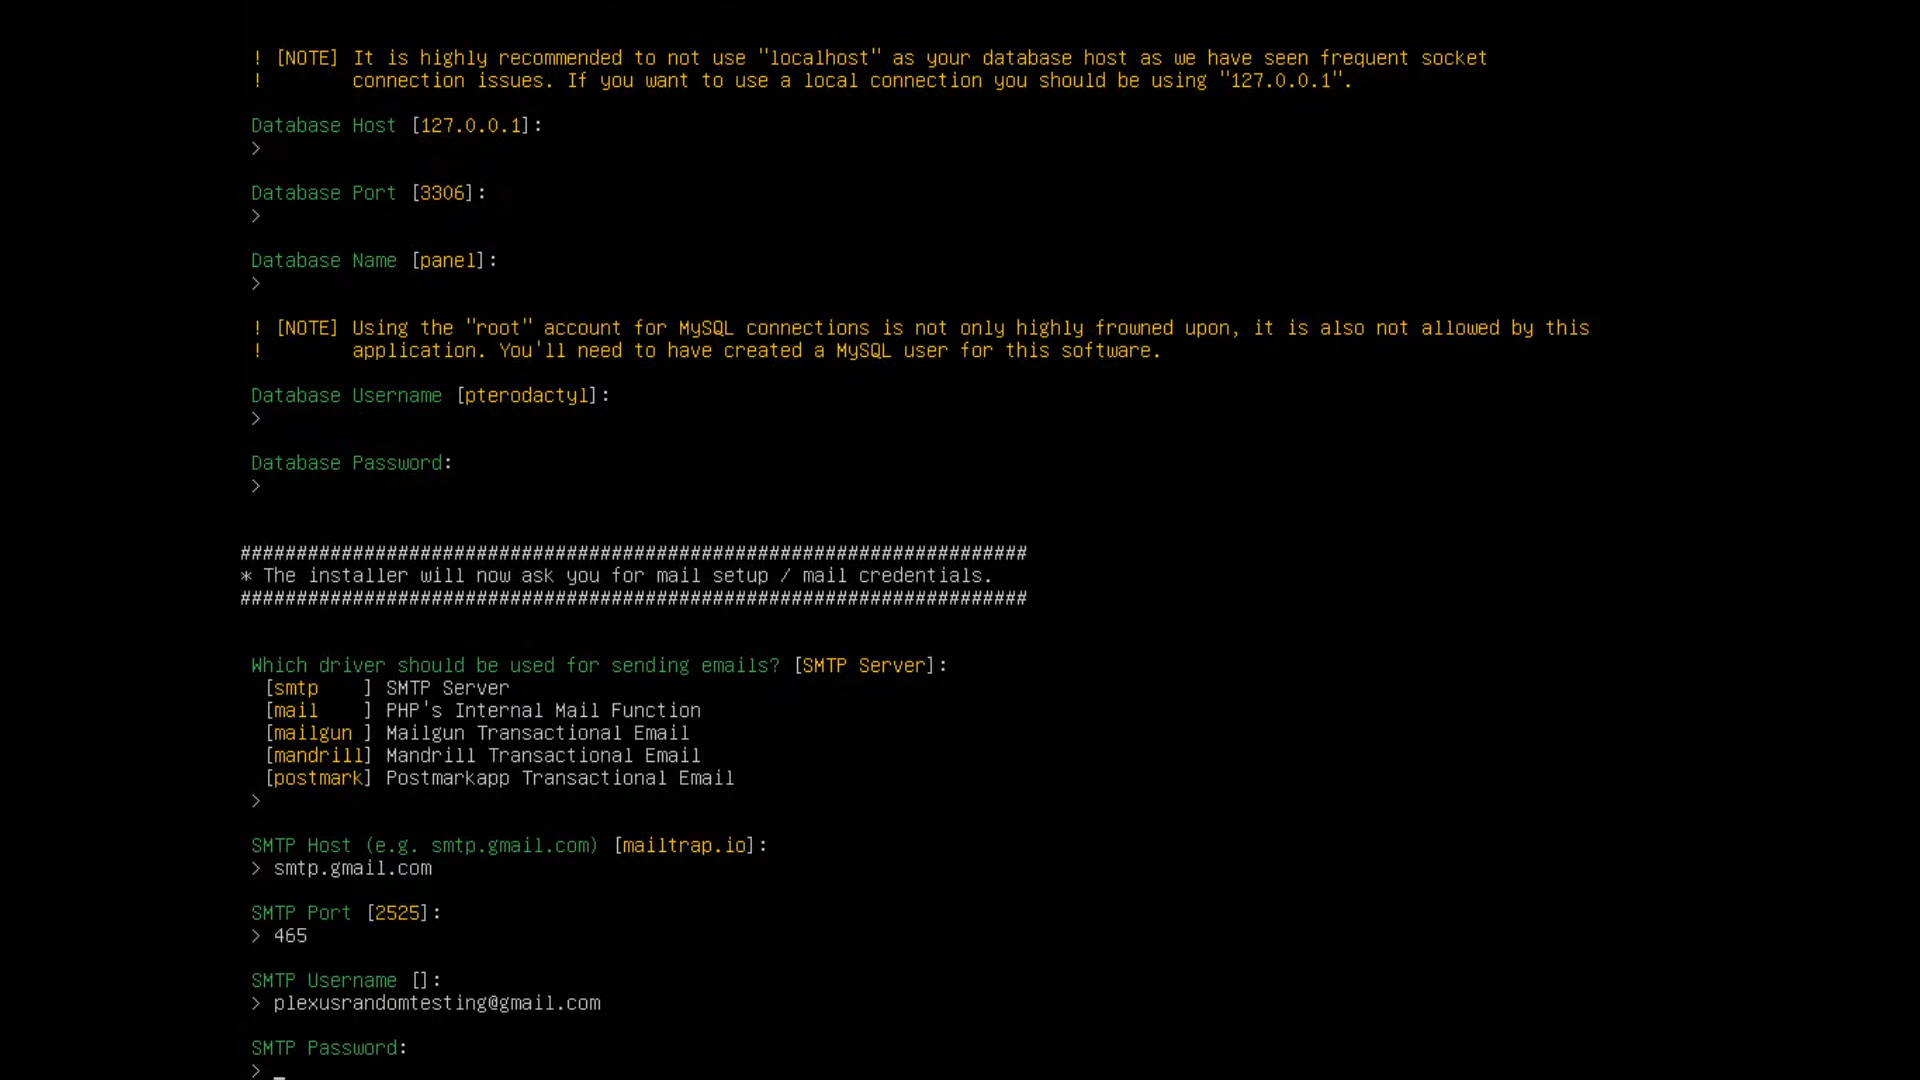 ! [NOTE] It is highly recommended to not use "localhost" as your database host as we have seen frequent socket
!        connection issues. If you want to use a local connection you should be using "127.0.0.1".
Database Host [127.0.0.1]:
>
Database Port [3306]:
>
Database Name [panel]:
>
! [NOTE] Using the "root" account for MySQL connections is not only highly frowned upon, it is also not allowed by this
!        application. You'll need to have created a MySQL user for this software.
Database Username [pterodactyl]:
>
Database Password:
>
######################################################################
* The installer will now ask you for mail setup / mail credentials.
######################################################################
Which driver should be used for sending emails? [SMTP Server]:
[smtp    ] SMTP Server
[mail    ] PHP's Internal Mail Function
[mailgun ] Mailgun Transactional Email
[mandrill] Mandrill Transactional Email
[postmark] Postmarkapp Transactional Email
>
SMTP Host (e.g. smtp.gmail.com) [mailtrap.io]:
> smtp.gmail.com
SMTP Port [2525]:
> 465
SMTP Username []:
> plexusrandomtesting@gmail.com
SMTP Password:
> _